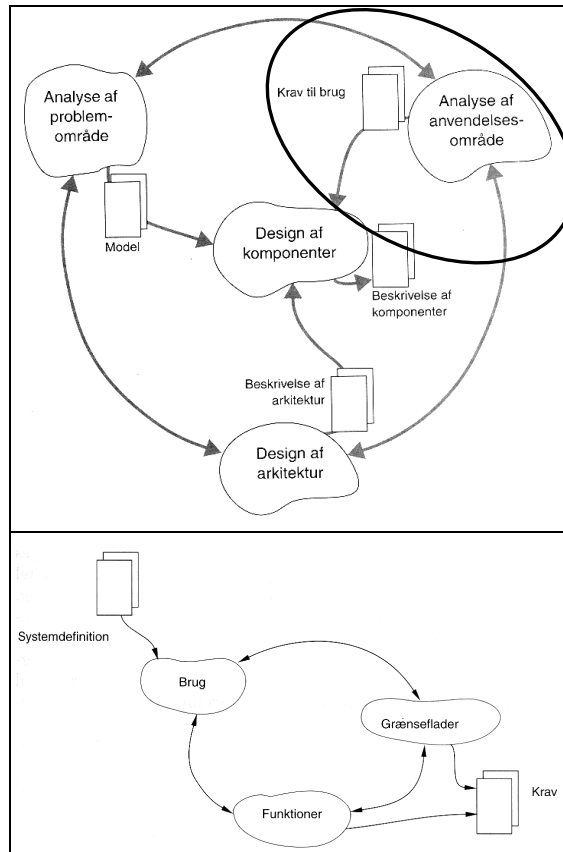 Analyse af
problem-
område
Krav til brug
Analyse af
anvendelses-
område
Model
Design af
komponenter
Beskrivelse af
komponenter
Beskrivelse af
arkitektur
Design af
arkitektur
Systemdefinition
Brug
Grænseflader
Funktioner
Krav